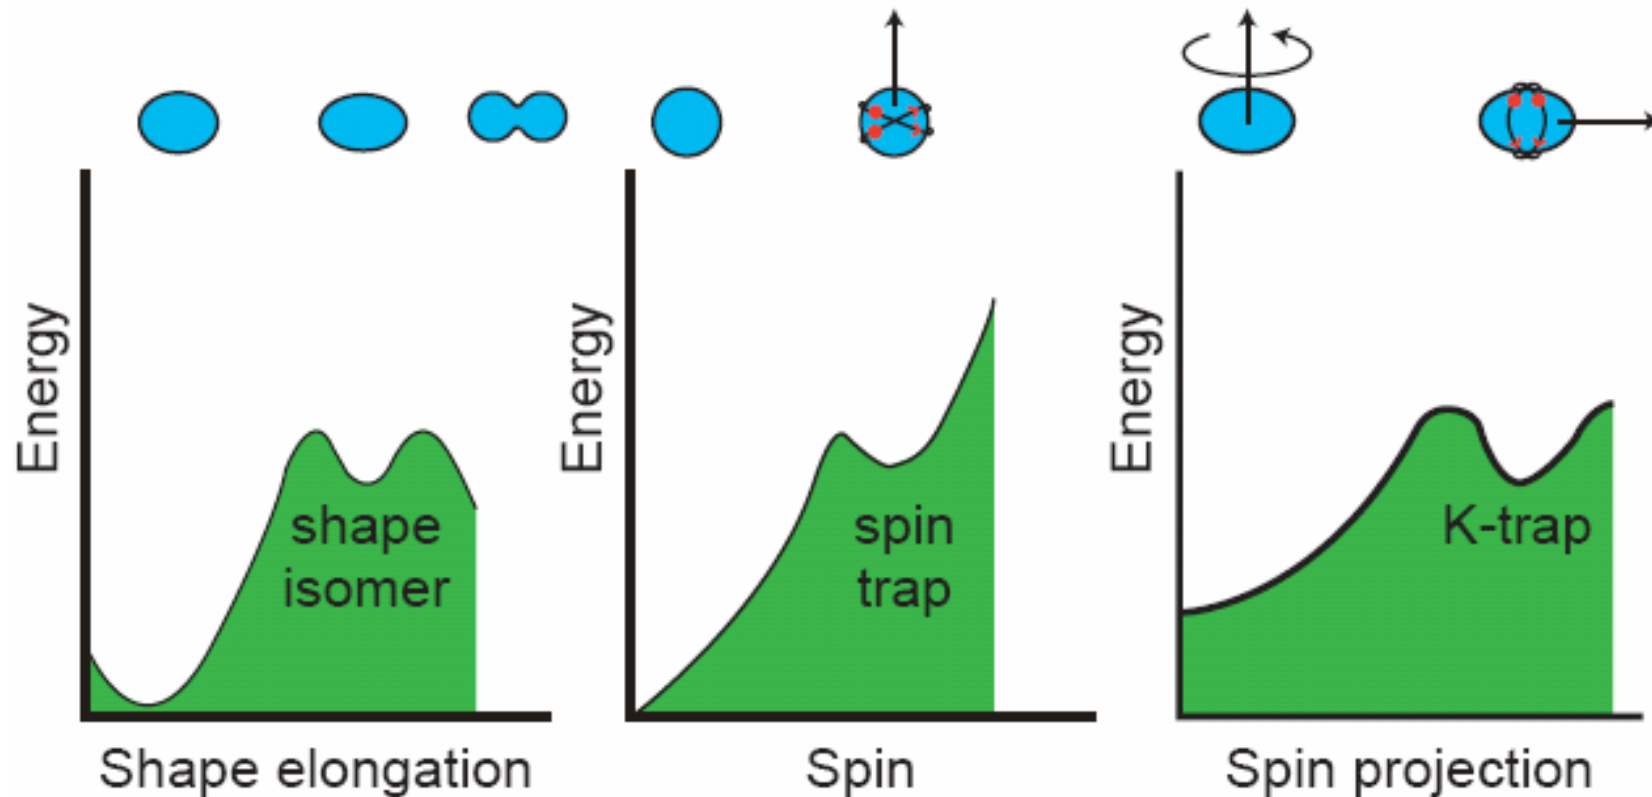 Energy
shape
isomer
Shape elongation
Energy
spin
trap
Spin
Energy
K-trap
Spin projection